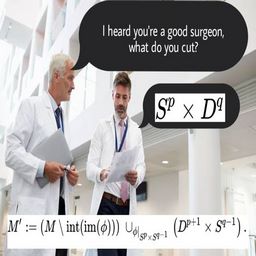 I heard you're a good surgeon,
what do you cut?
S^p × D^q
M' := (M \ int(im(ϕ))) ∪_{ϕ|_{S^p×S^{q−1}}} (D^{p+1} × S^{q−1}).